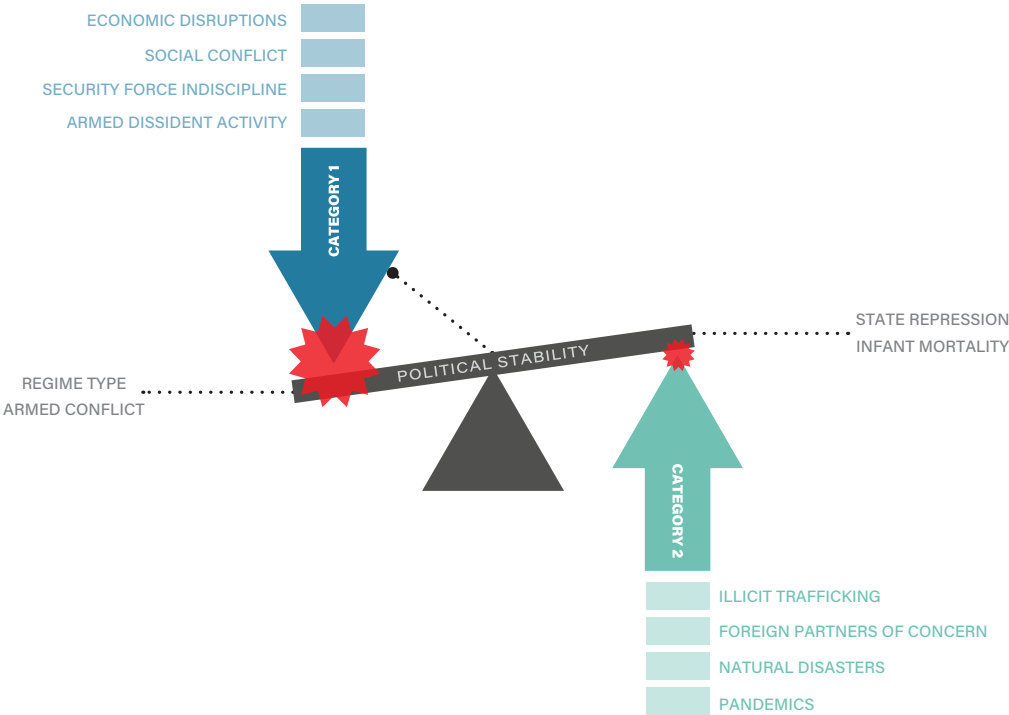 ECONOMIC DISRUPTIONS
SOCIAL CONFLICT
SECURITY FORCE INDISCIPLINE
ARMED DISSIDENT ACTIVITY
CATEGORY 1
POLITICAL STABILITY
STATE REPRESSION
INFANT MORTALITY
REGIME TYPE
ARMED CONFLICT
CATEGORY 2
ILLICIT TRAFFICKING
FOREIGN PARTNERS OF CONCERN
NATURAL DISASTERS
PANDEMICS